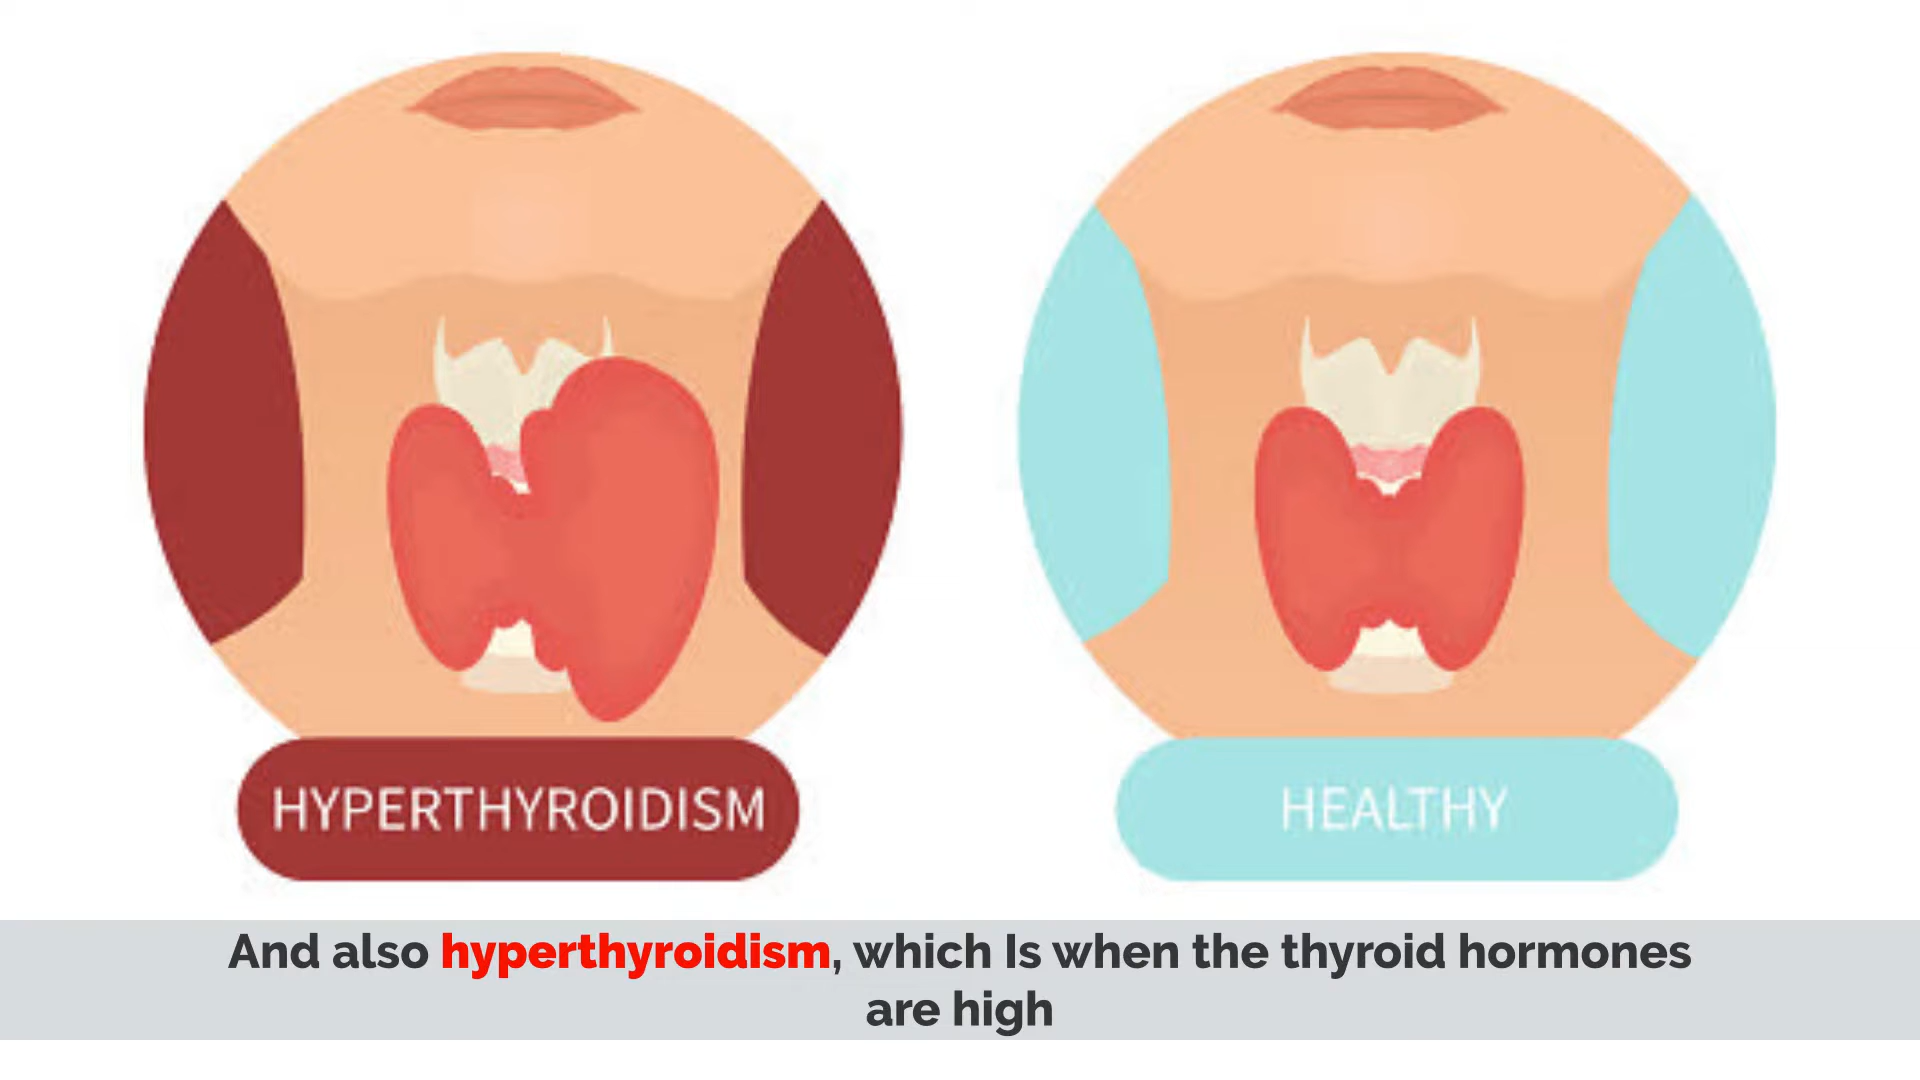 HYPERTHYROIDISM
HEALTHY
And also hyperthyroidism, which Is when the thyroid hormones
are high